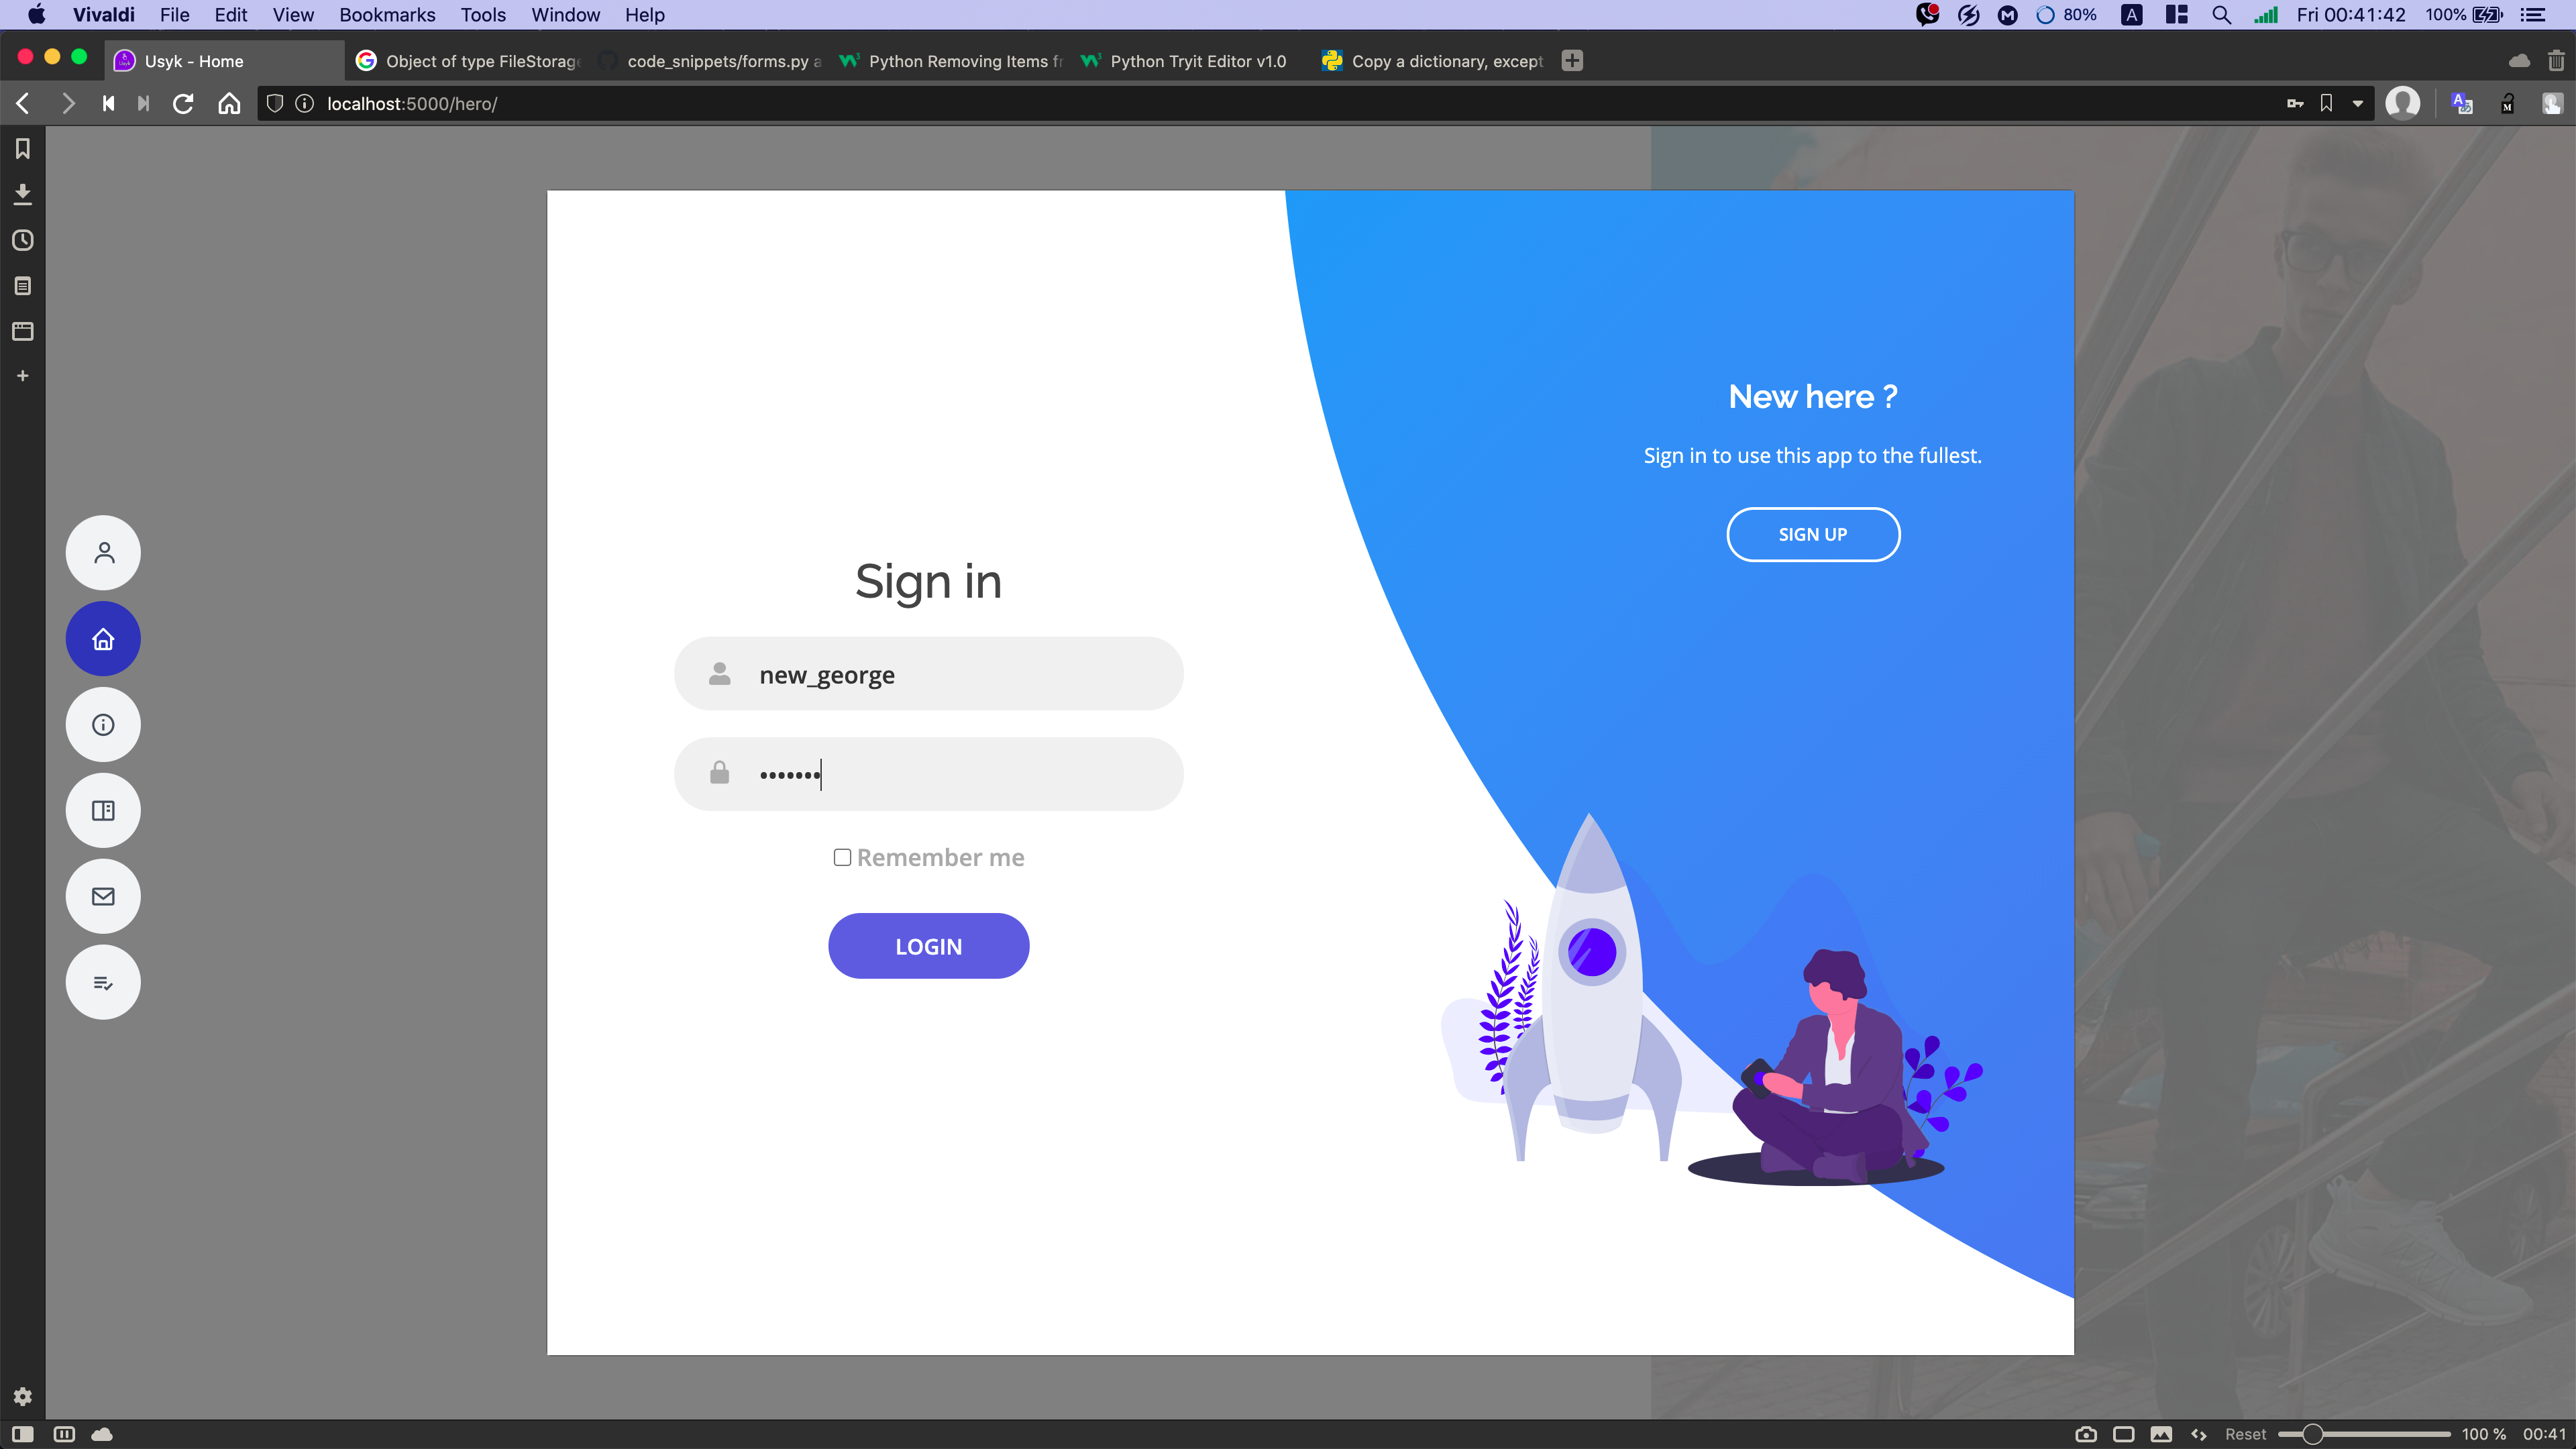 Vivaldi File Edit View Bookmarks Tools Window Help 80% A Fri 00:41:42 100%
Usyk - Home Object of type FileStorage code_snippets/forms.py a Python Removing Items fr Python Tryit Editor v1.0 Copy a dictionary, except
localhost:5000/hero/
New here ?
Sign in to use this app to the fullest.
SIGN UP
Sign in
new_george
•••••••
Remember me
LOGIN
Reset 100 % 00:41